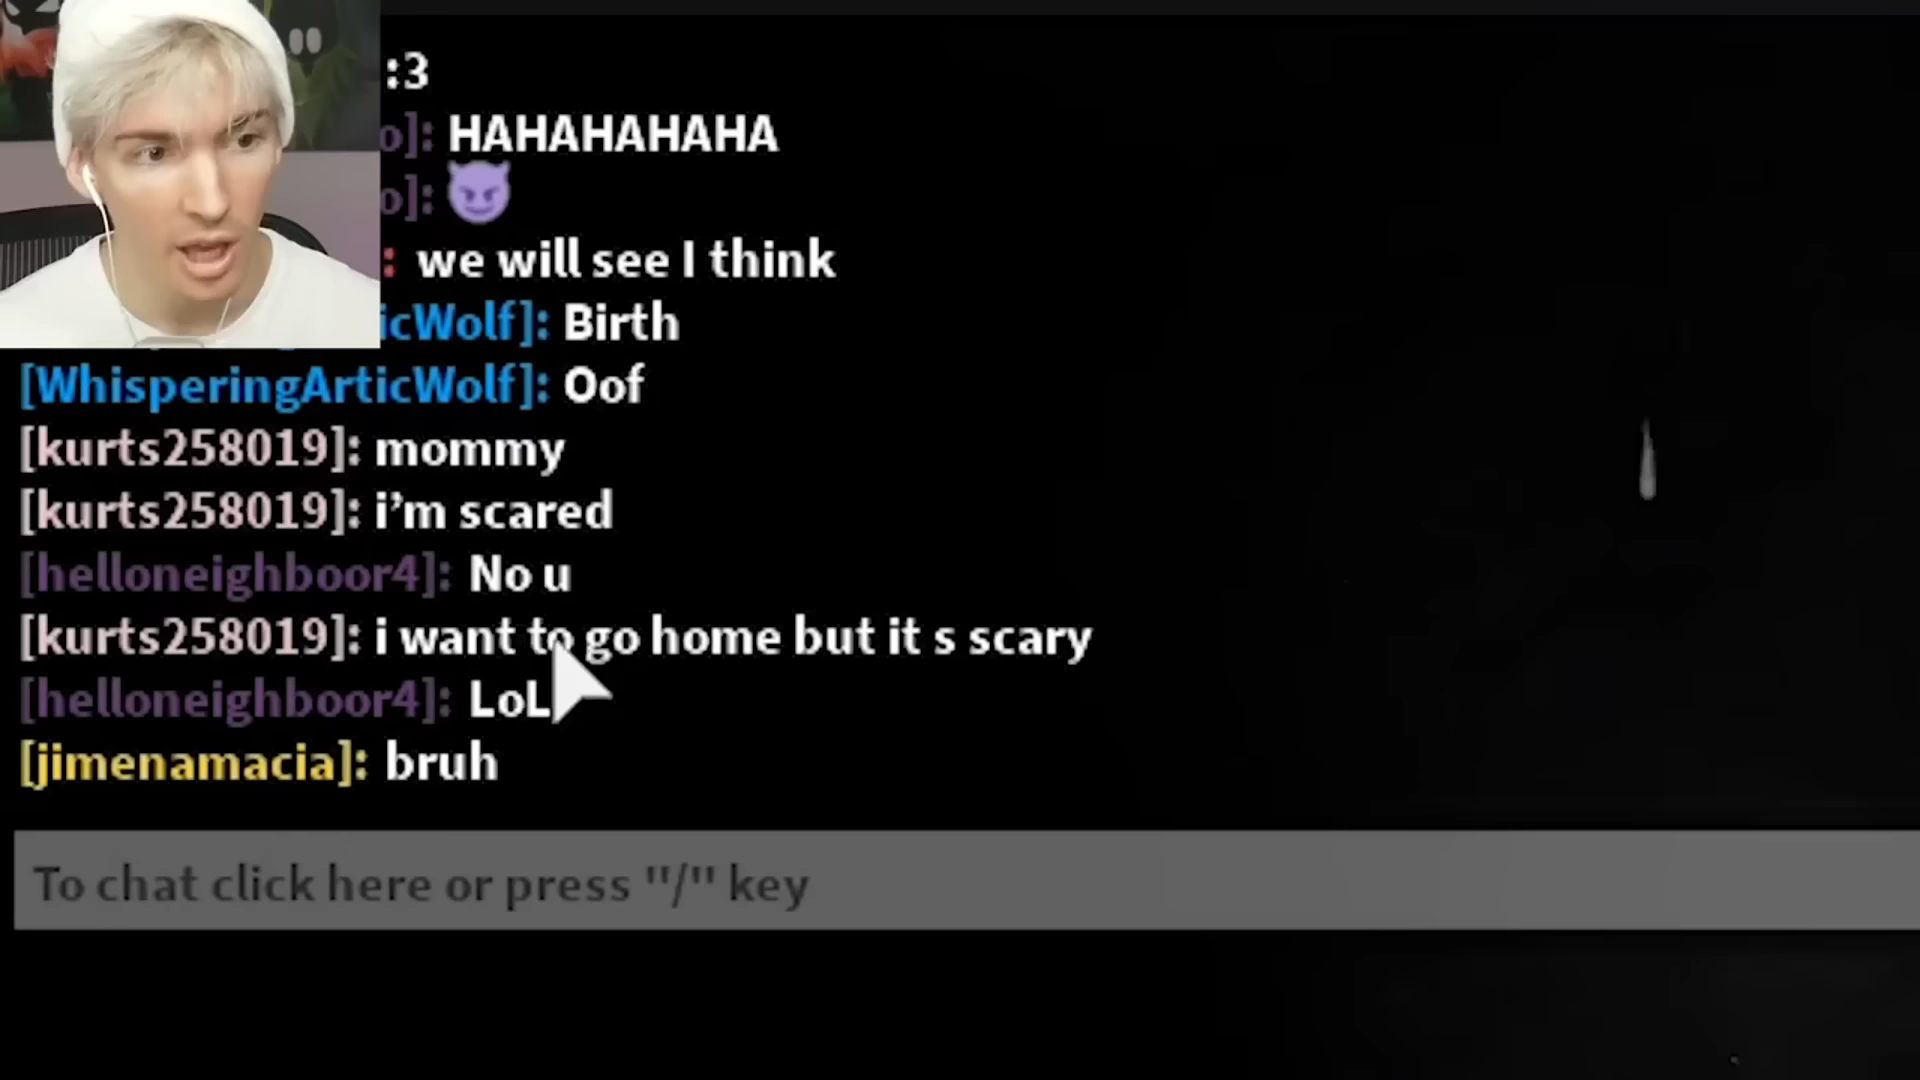 :3
o]: HAHAHAHAHA
o]: 😈
: we will see I think
icWolf]: Birth
[WhisperingArticWolf]: Oof
[kurts258019]: mommy
[kurts258019]: i’m scared
[helloneighboor4]: No u
[kurts258019]: i want to go home but it s scary
[helloneighboor4]: LoL
[jimenamacia]: bruh
To chat click here or press "/" key